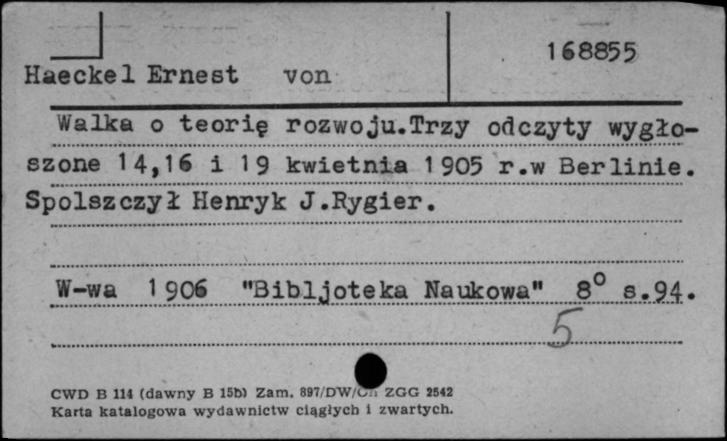 168855
Haeckel Ernest von
Walka o teorię rozwoju.Trzy odczyty wygło-
szone 14,16 i 19 kwietnia 1905 r.w Berlinie.
Spolszczył Henryk J.Rygier.
W-wa 1906 "Bibljoteka Naukowa" 8° s.94.
5
CWD B 114 (dawny B 15b) Zam. 897/DW/ ZGG 2542
Karta katalogowa wydawnictw ciągłych i zwartych.